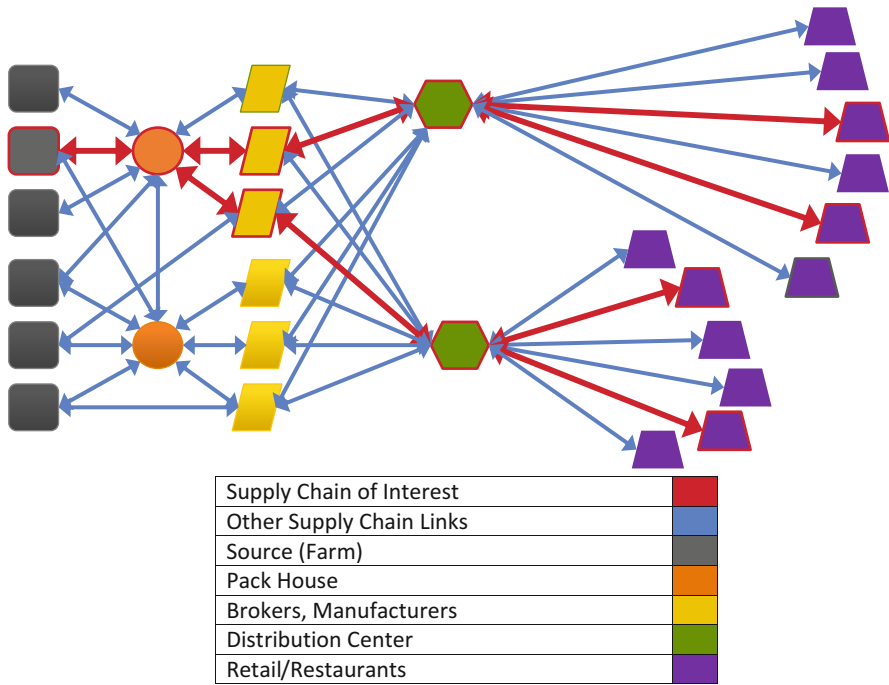 Supply Chain of Interest
Other Supply Chain Links
Source (Farm)
Pack House
Brokers, Manufacturers
Distribution Center
Retail/Restaurants